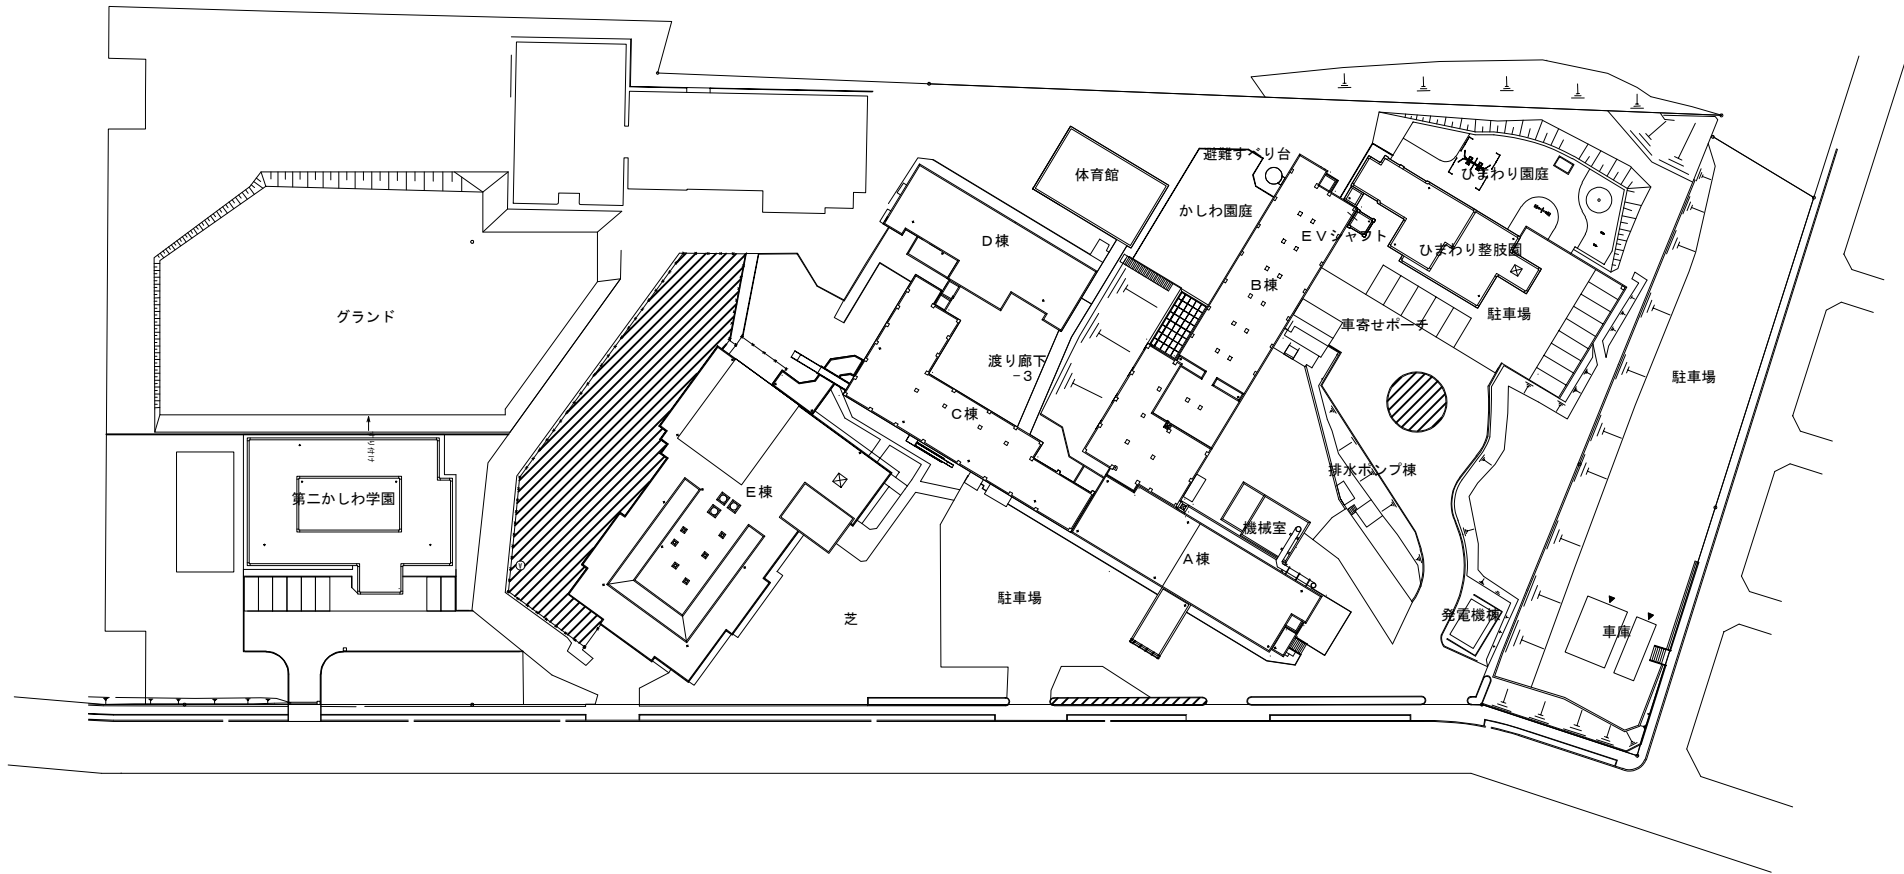 避難すべり台
体育館
ひまわり園庭
かしわ園庭
D棟
EVシャフト
ひまわり整肢園
B棟
グランド
車寄せポーチ
駐車場
渡り廊下
-3
駐車場
C棟
すり付け
排水ポンプ棟
第二かしわ学園
E棟
機械室
A棟
駐車場
芝
発電機棟
車庫